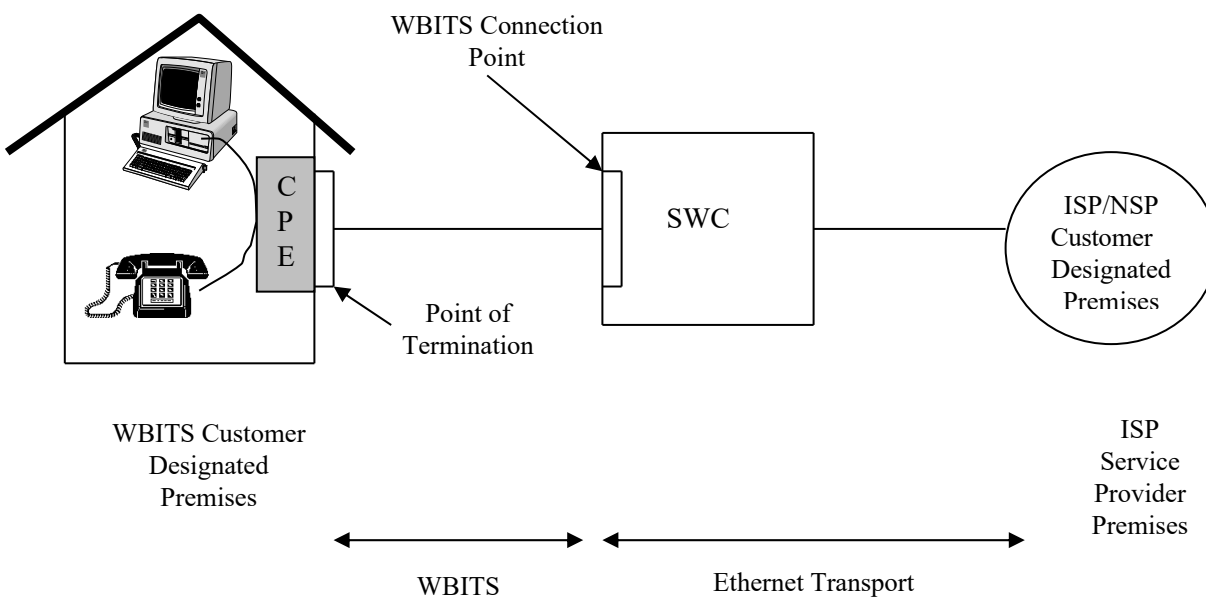 WBITS Connection
Point
C
P
E
SWC
ISP/NSP
Customer
Designated
Premises
Point of
Termination
WBITS Customer
Designated
Premises
ISP
Service
Provider
Premises
WBITS
Ethernet Transport